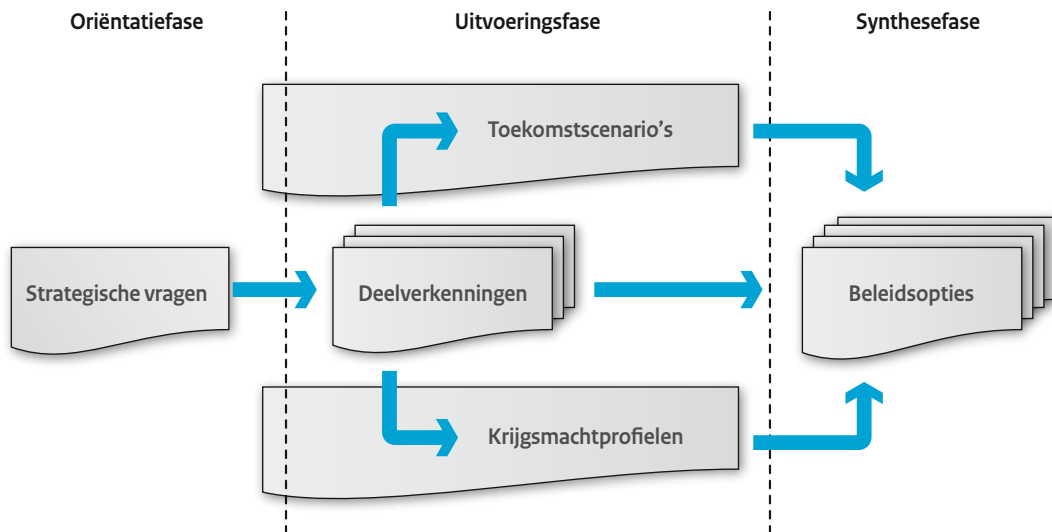 Oriëntatiefase
Uitvoeringsfase
Synthesefase
Toekomstscenario's
Strategische vragen
Deelverkenningen
Beleidsopties
Krijgsmachtprofielen